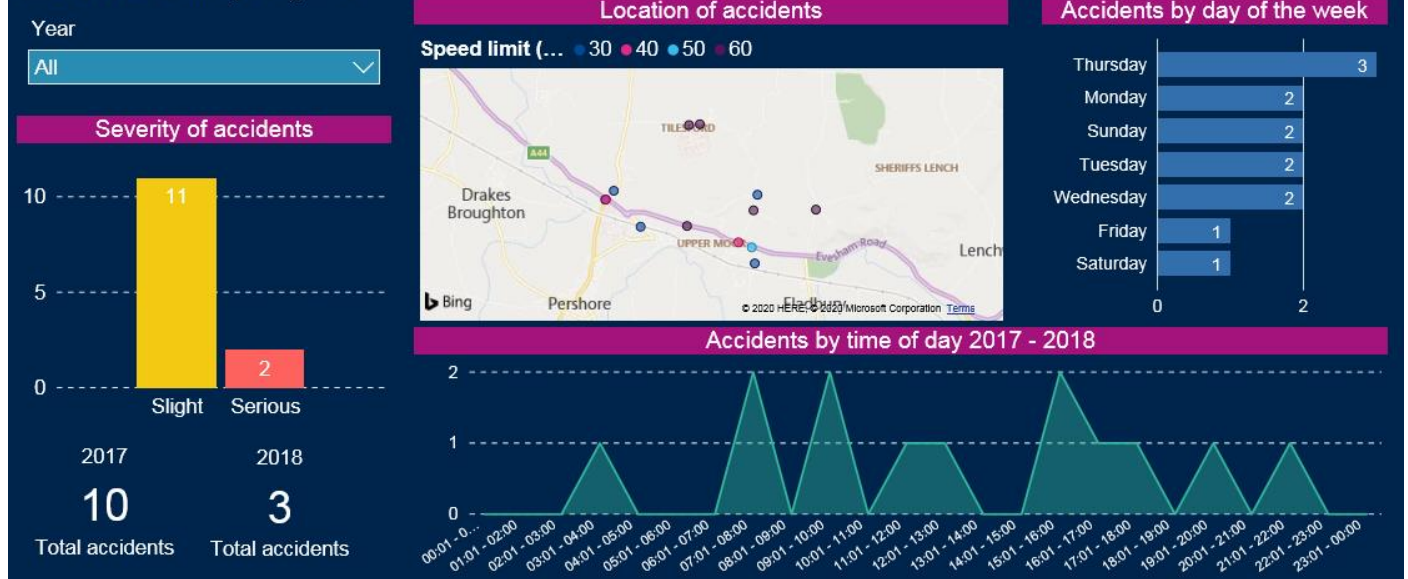 Year
All
Severity of accidents
10
5
0
11
2
Slight
Serious
2017
10
Total accidents
2018
3
Total accidents
Location of accidents
Speed limit (... 30 40 50 60
TILESFORD
A44
SHERIFFS LENCH
Drakes
Broughton
UPPER MOOR
Evesham Road
Lench
Bing
Pershore
Fladbury
© 2020 HERE, © 2020 Microsoft Corporation Terms
Accidents by day of the week
Thursday 3
Monday 2
Sunday 2
Tuesday 2
Wednesday 2
Friday 1
Saturday 1
0 2
Accidents by time of day 2017 - 2018
2
1
0
00:01 - 0...
01:01 - 02:00
02:01 - 03:00
03:01 - 04:00
04:01 - 05:00
05:01 - 06:00
06:01 - 07:00
07:01 - 08:00
08:01 - 09:00
09:01 - 10:00
10:01 - 11:00
11:01 - 12:00
12:01 - 13:00
13:01 - 14:00
14:01 - 15:00
15:01 - 16:00
16:01 - 17:00
17:01 - 18:00
18:01 - 19:00
19:01 - 20:00
20:01 - 21:00
21:01 - 22:00
22:01 - 23:00
23:01 - 00:00